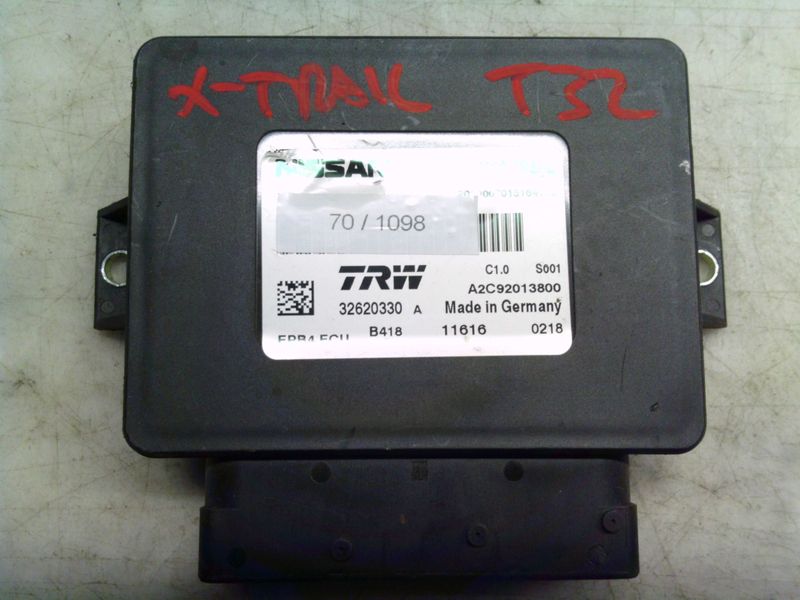 X-TRAIL T32
NISSAN
70 / 1098
TRW
C1.0 S001
A2C92013800
32620330 A Made in Germany
EPB4 ECU B418 11616 0218